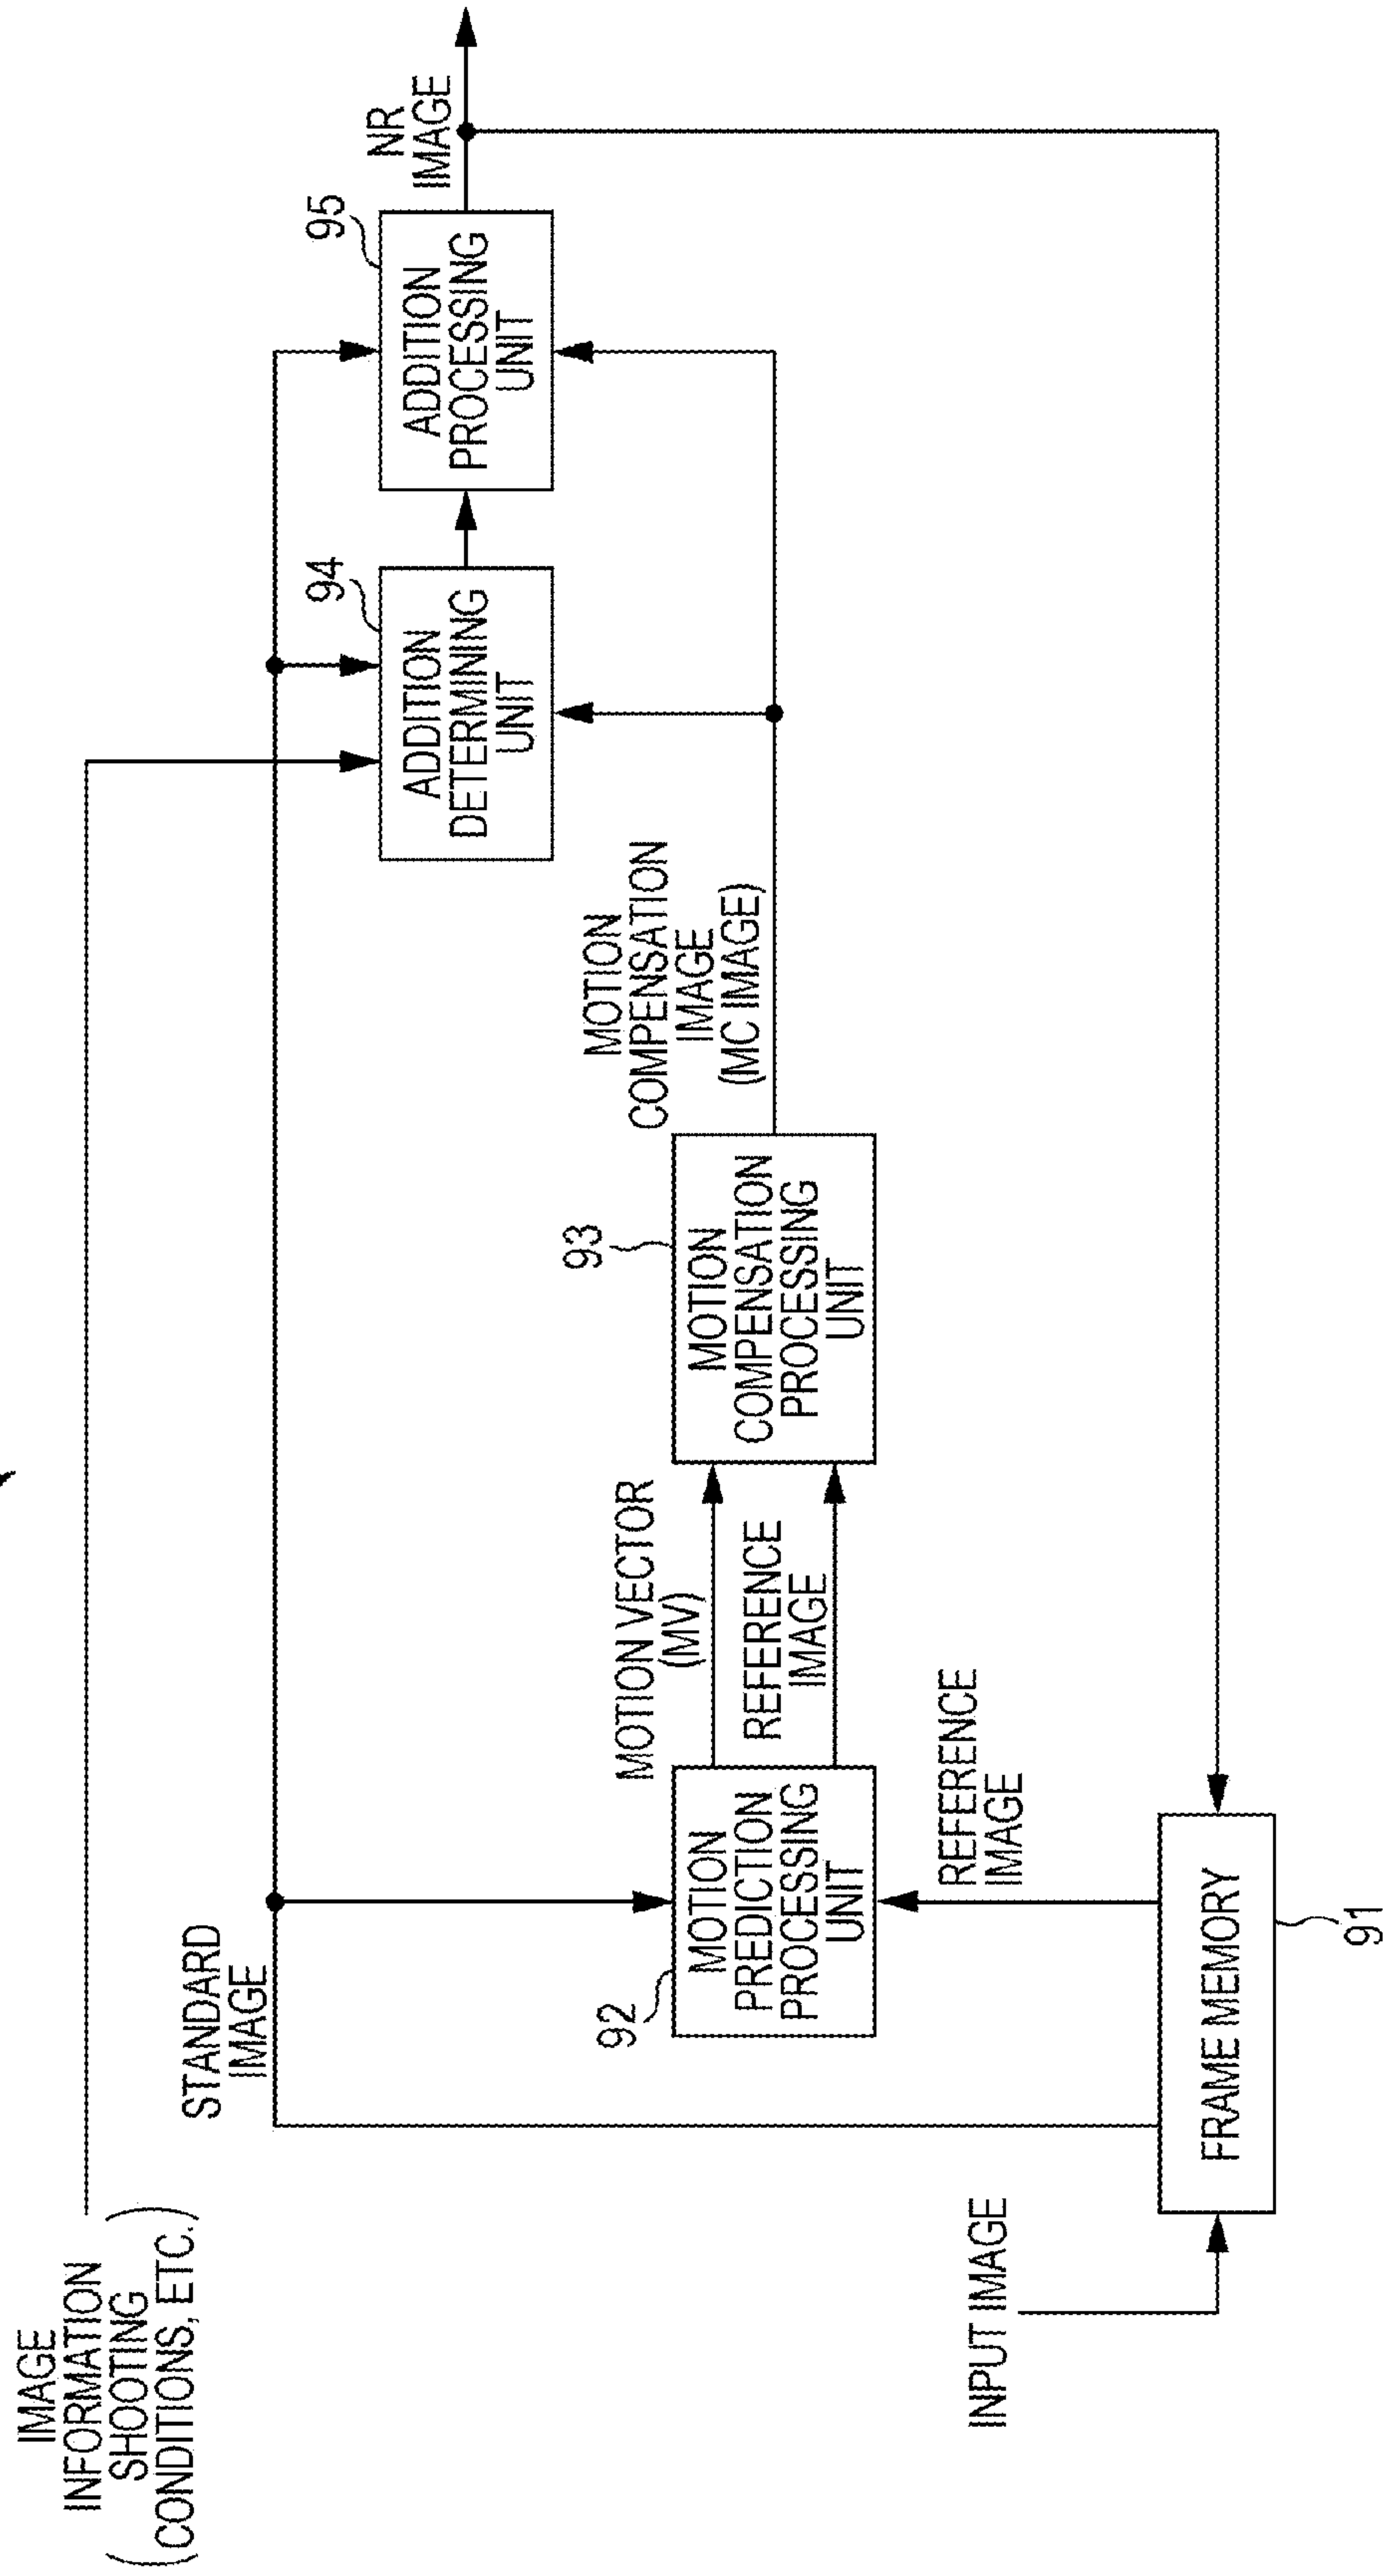 IMAGE
INFORMATION
(SHOOTING
CONDITIONS, ETC.)
STANDARD
IMAGE
INPUT IMAGE
FRAME MEMORY
91
REFERENCE
IMAGE
92
MOTION
PREDICTION
PROCESSING
UNIT
MOTION VECTOR
(MV)
REFERENCE
IMAGE
93
MOTION
COMPENSATION
PROCESSING
UNIT
MOTION
COMPENSATION
IMAGE
(MC IMAGE)
94
ADDITION
DETERMINING
UNIT
95
ADDITION
PROCESSING
UNIT
NR
IMAGE